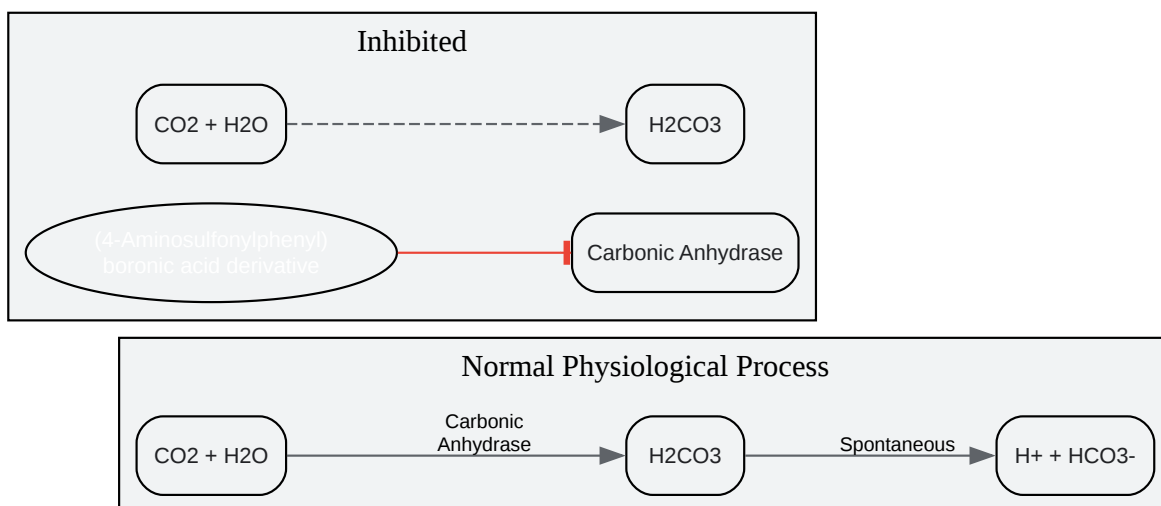 Inhibited
CO2 + H2O
H2CO3
(4-Aminosulfonylphenyl)
boronic acid derivative
Carbonic Anhydrase
Normal Physiological Process
CO2 + H2O
Carbonic
Anhydrase
H2CO3
Spontaneous
H+ + HCO3-